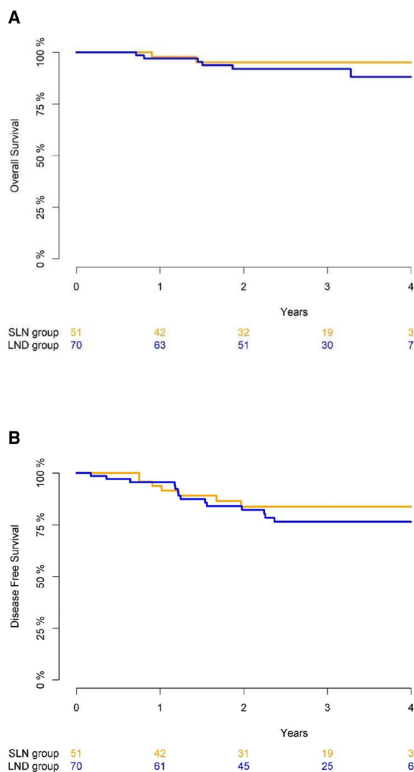 A
100 %
75 %
50 %
25 %
0 %
Overall Survival
0 1 2 3 4
Years
SLN group 51 42 32 19 3
LND group 70 63 51 30 7
B
100 %
75 %
50 %
25 %
0 %
Disease Free Survival
0 1 2 3 4
Years
SLN group 51 42 31 19 3
LND group 70 61 45 25 6